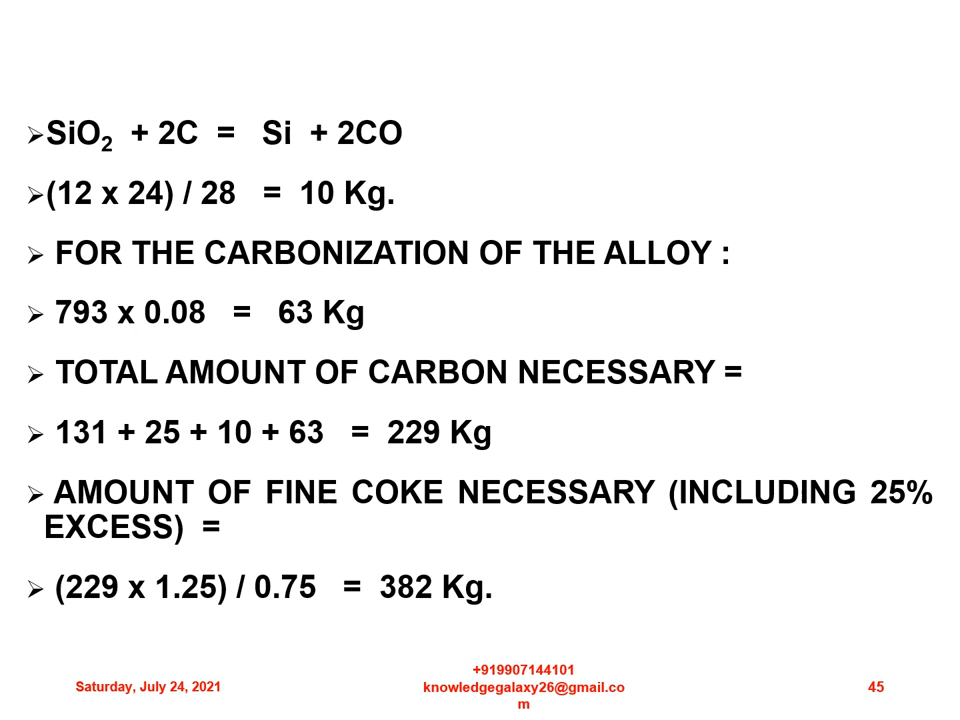 ➢SiO₂ + 2C = Si + 2CO
➢(12 x 24) / 28 = 10 Kg.
➢ FOR THE CARBONIZATION OF THE ALLOY :
➢ 793 x 0.08 = 63 Kg
➢ TOTAL AMOUNT OF CARBON NECESSARY =
➢ 131 + 25 + 10 + 63 = 229 Kg
➢ AMOUNT OF FINE COKE NECESSARY (INCLUDING 25%
EXCESS) =
➢ (229 x 1.25) / 0.75 = 382 Kg.
Saturday, July 24, 2021
+919907144101
knowledgegalaxy26@gmail.co
m
45